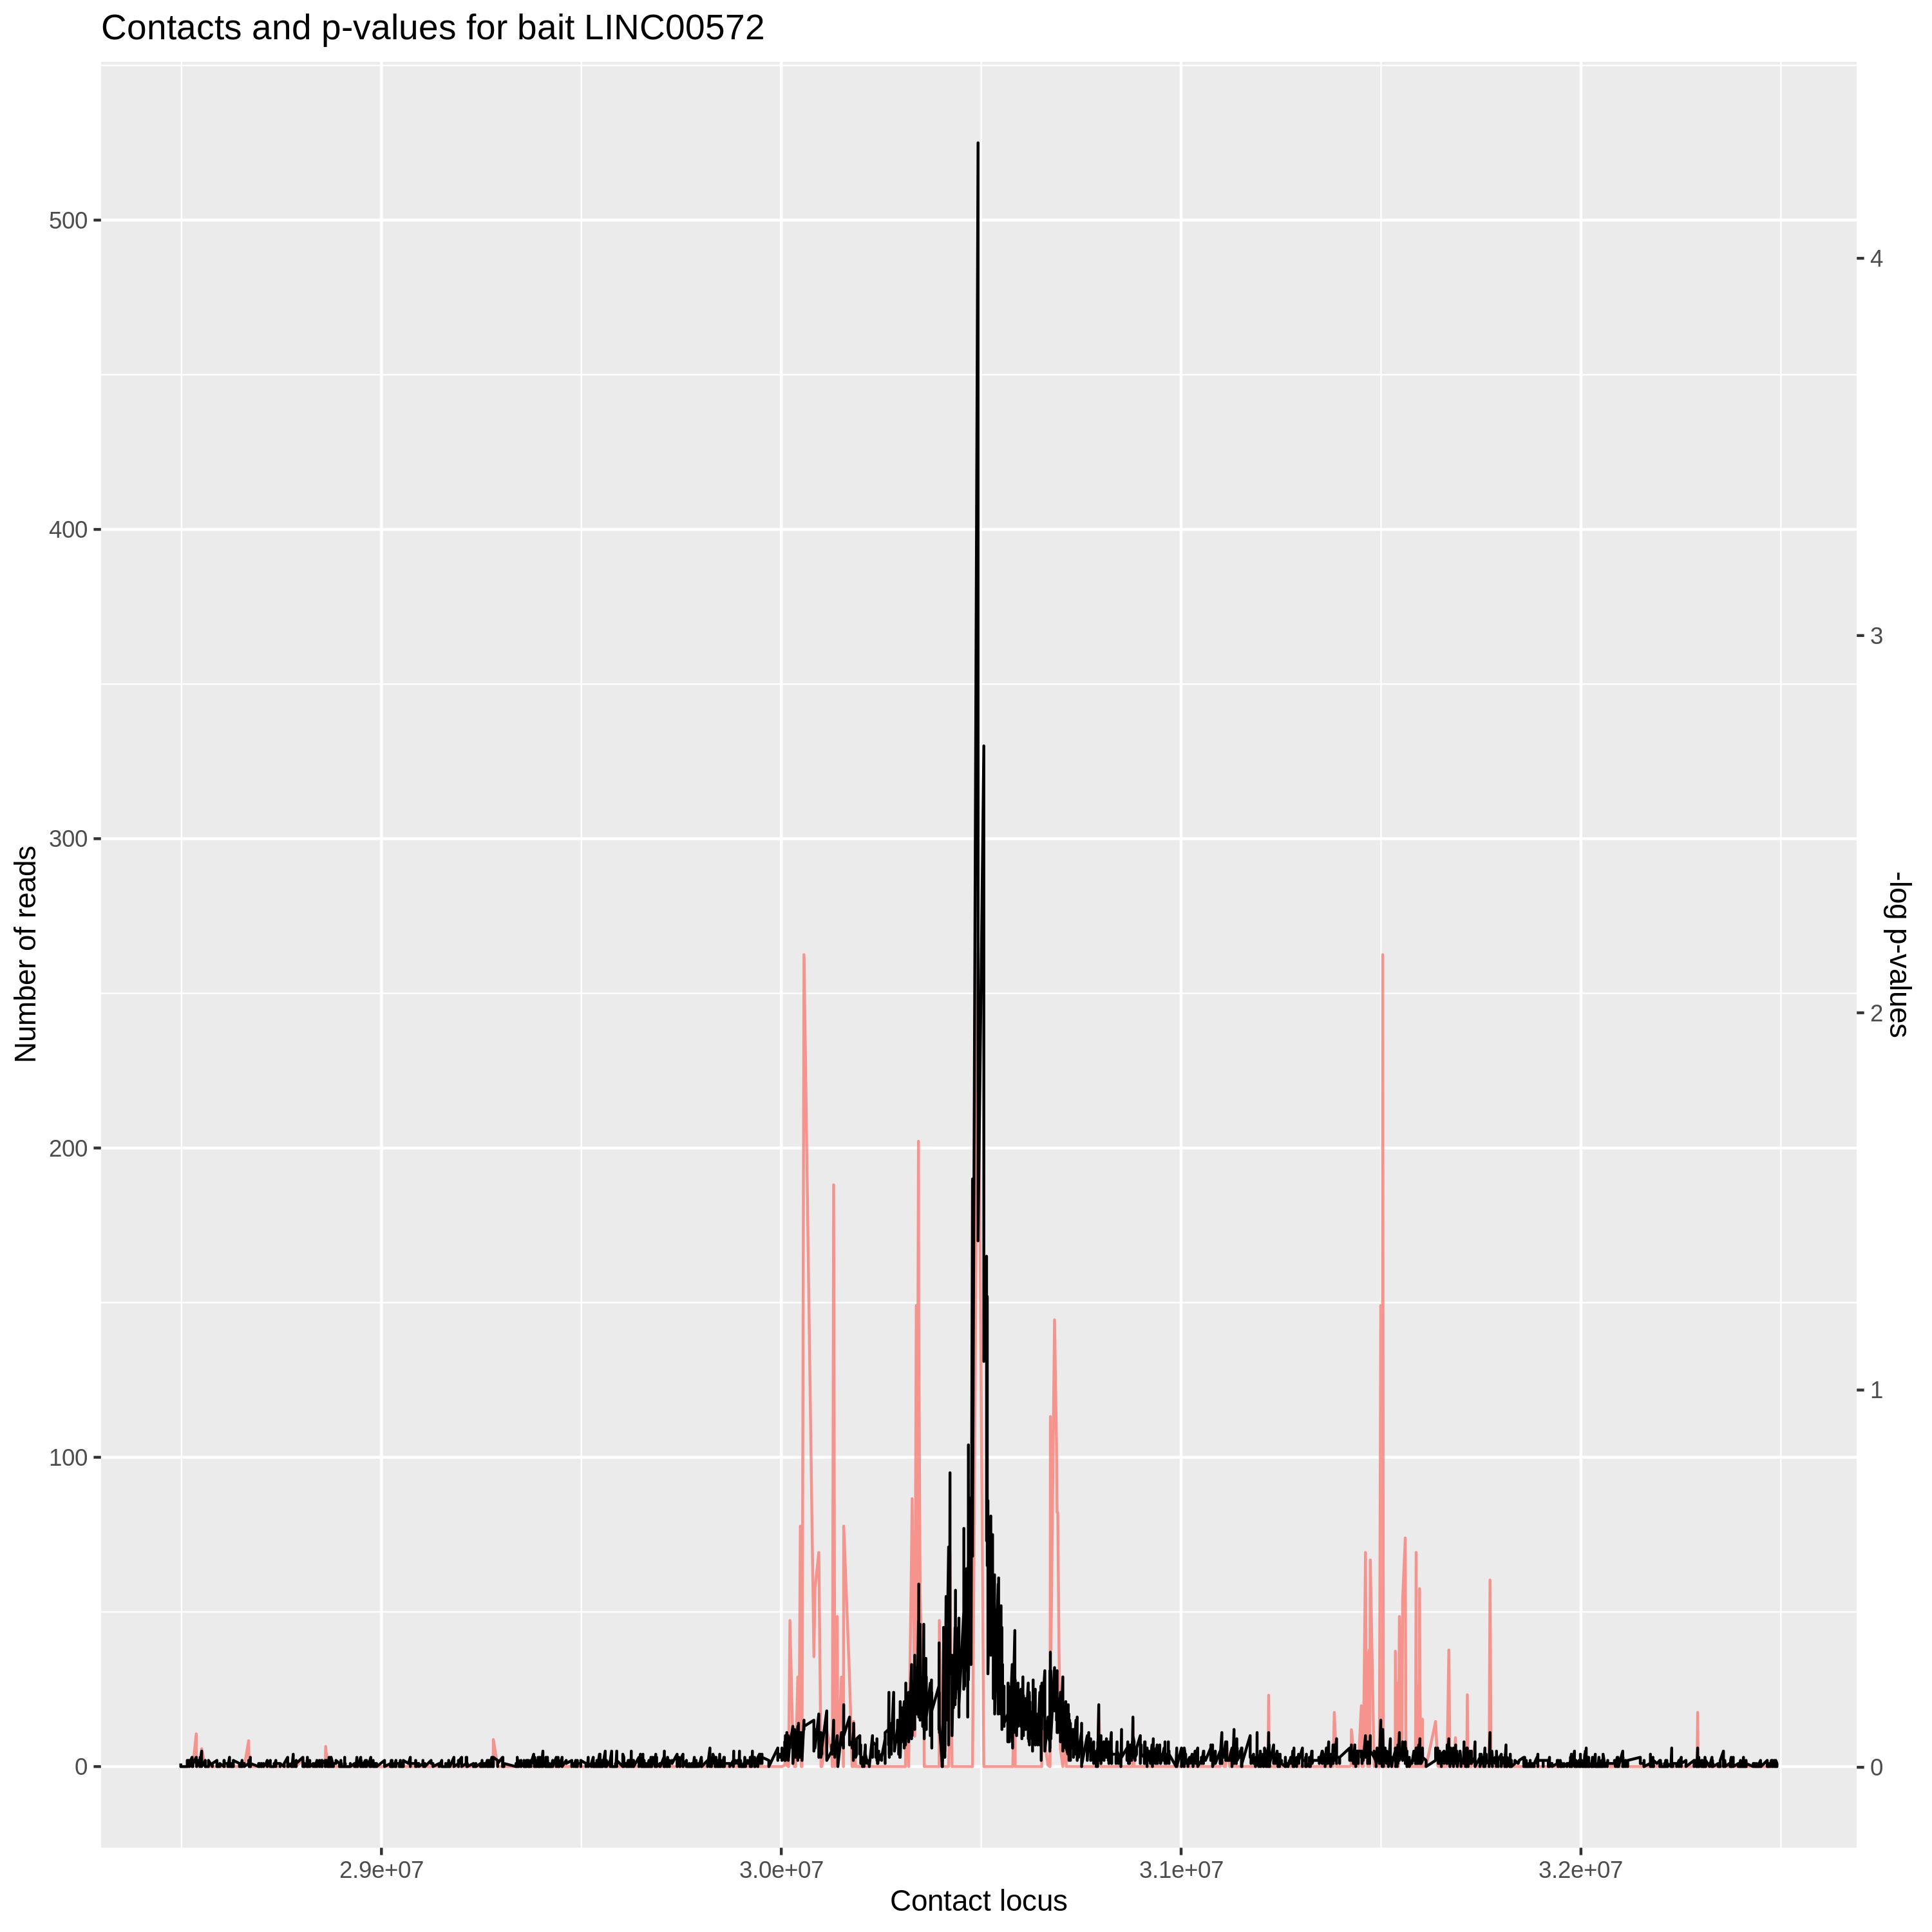 Contacts and p-values for bait LINC00572
Number of reads
500
400
300
200
100
0
4
3
2
1
0
-log p-values
2.9e+07
3.0e+07
3.1e+07
3.2e+07
Contact locus